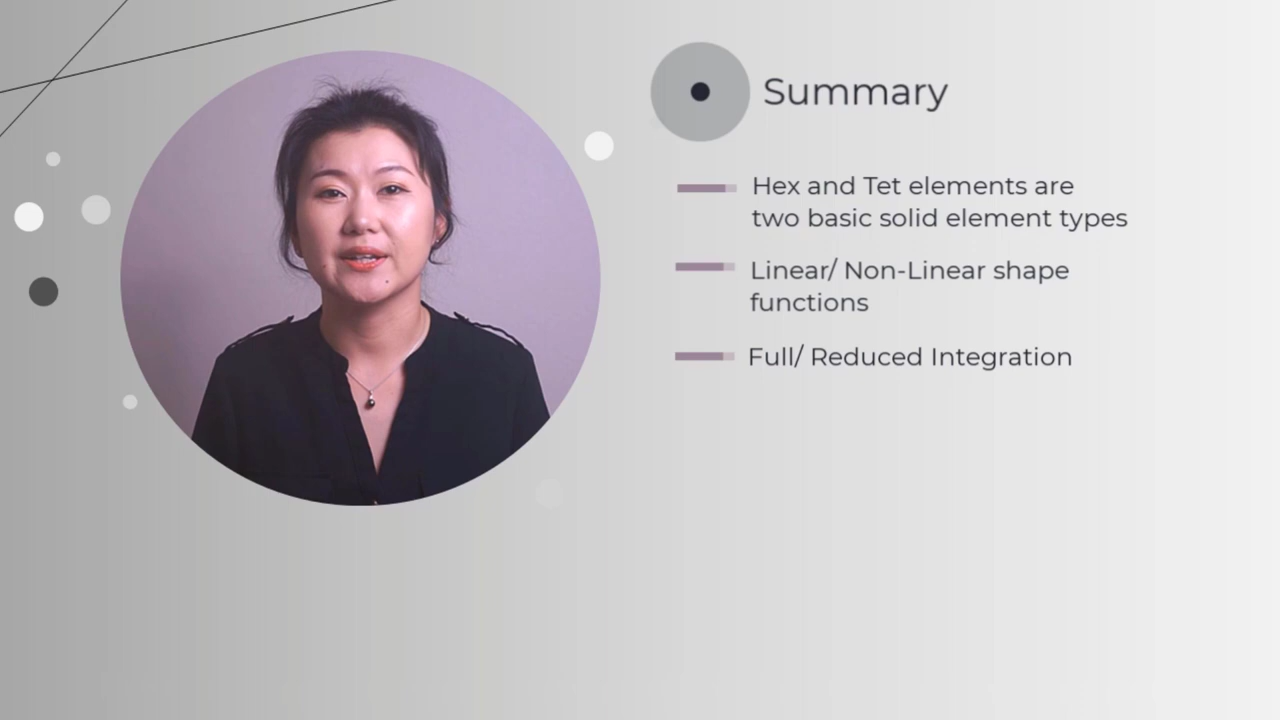 Summary
Hex and Tet elements are
two basic solid element types
Linear/ Non-Linear shape
functions
Full/ Reduced Integration